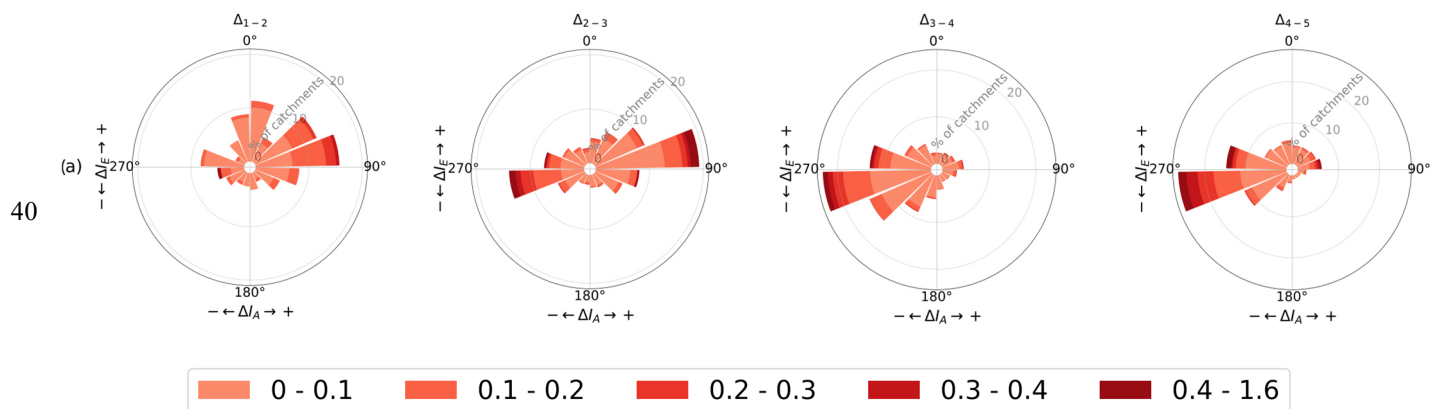 Δ1−2 Δ2−3 Δ3−4 Δ4−5
0° 0° 0° 0°
20 20 20 20
% of catchments % of catchments % of catchments % of catchments
10 10 10 10
0 0 0 0
(a) − ← ΔIE → + 270° 90° − ← ΔIE → + 270° 90° − ← ΔIE → + 270° 90° − ← ΔIE → + 270° 90°
40
180° 180° 180° 180°
− ← ΔIA → + − ← ΔIA → + − ← ΔIA → + − ← ΔIA → +
0 - 0.1 0.1 - 0.2 0.2 - 0.3 0.3 - 0.4 0.4 - 1.6